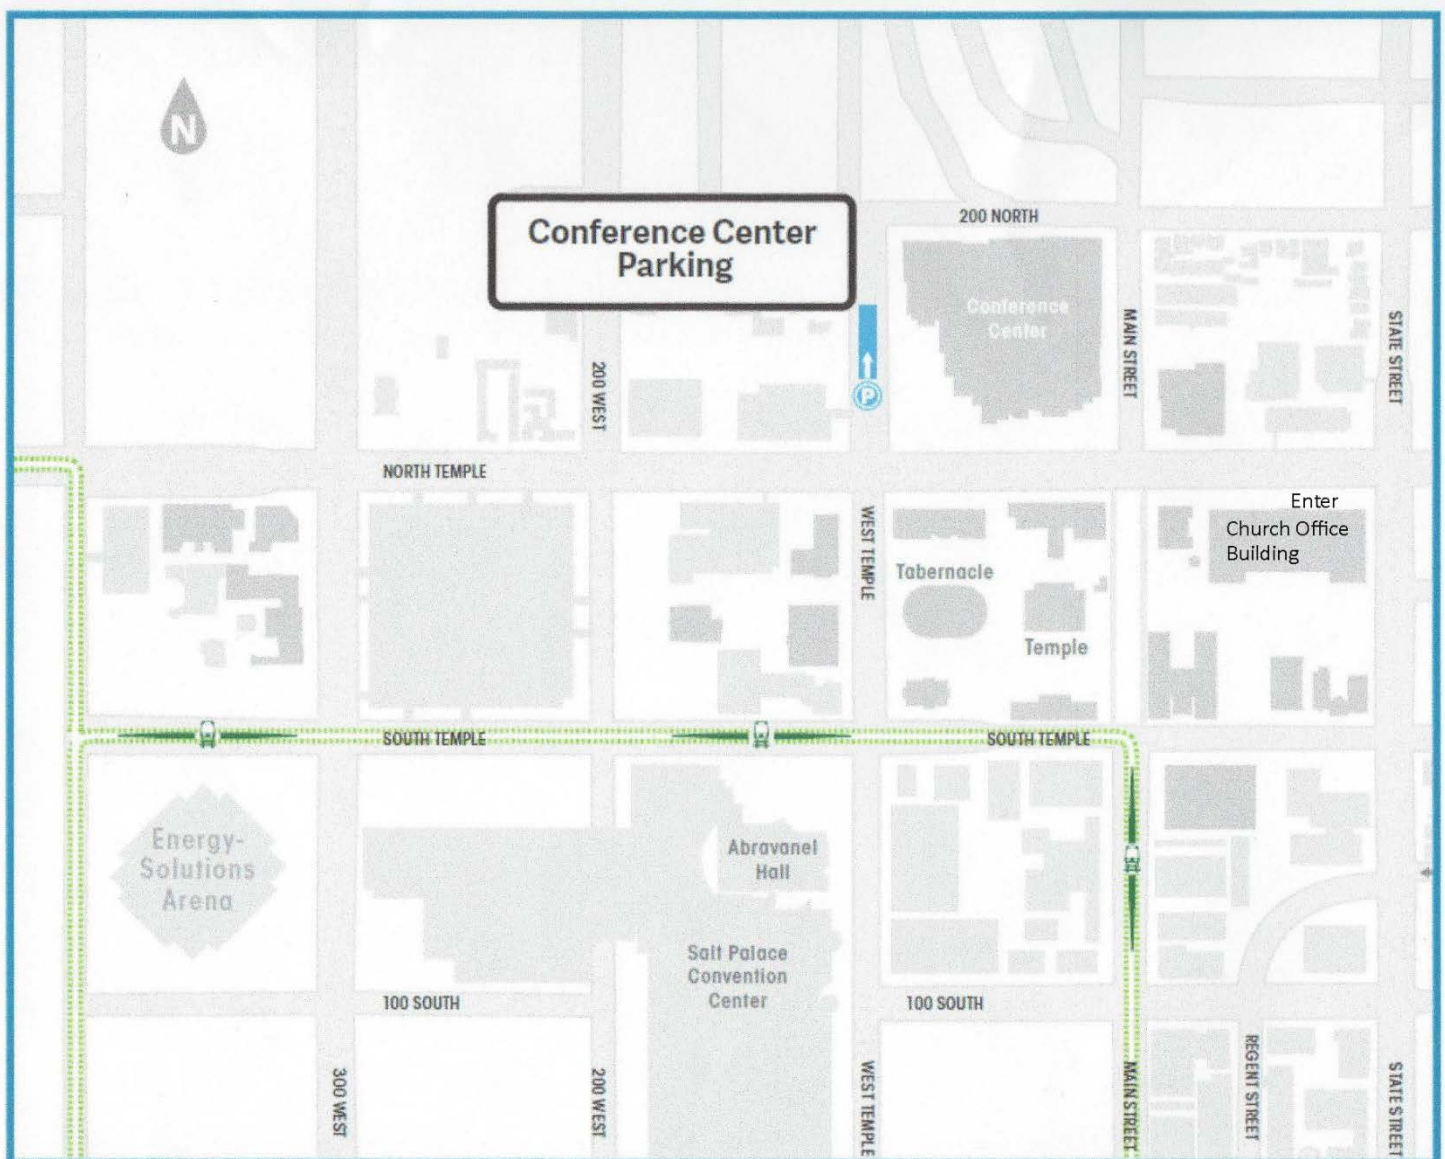 N
Conference Center
Parking
200 NORTH
Conference
Center
MAIN STREET
STATE STREET
200 WEST
P
NORTH TEMPLE
Enter
Church Office
Building
WEST TEMPLE
Tabernacle
Temple
SOUTH TEMPLE
SOUTH TEMPLE
Energy-
Solutions
Arena
Abravanel
Hall
Salt Palace
Convention
Center
100 SOUTH
100 SOUTH
300 WEST
200 WEST
WEST TEMPLE
MAIN STREET
REGENT STREET
STATE STREET